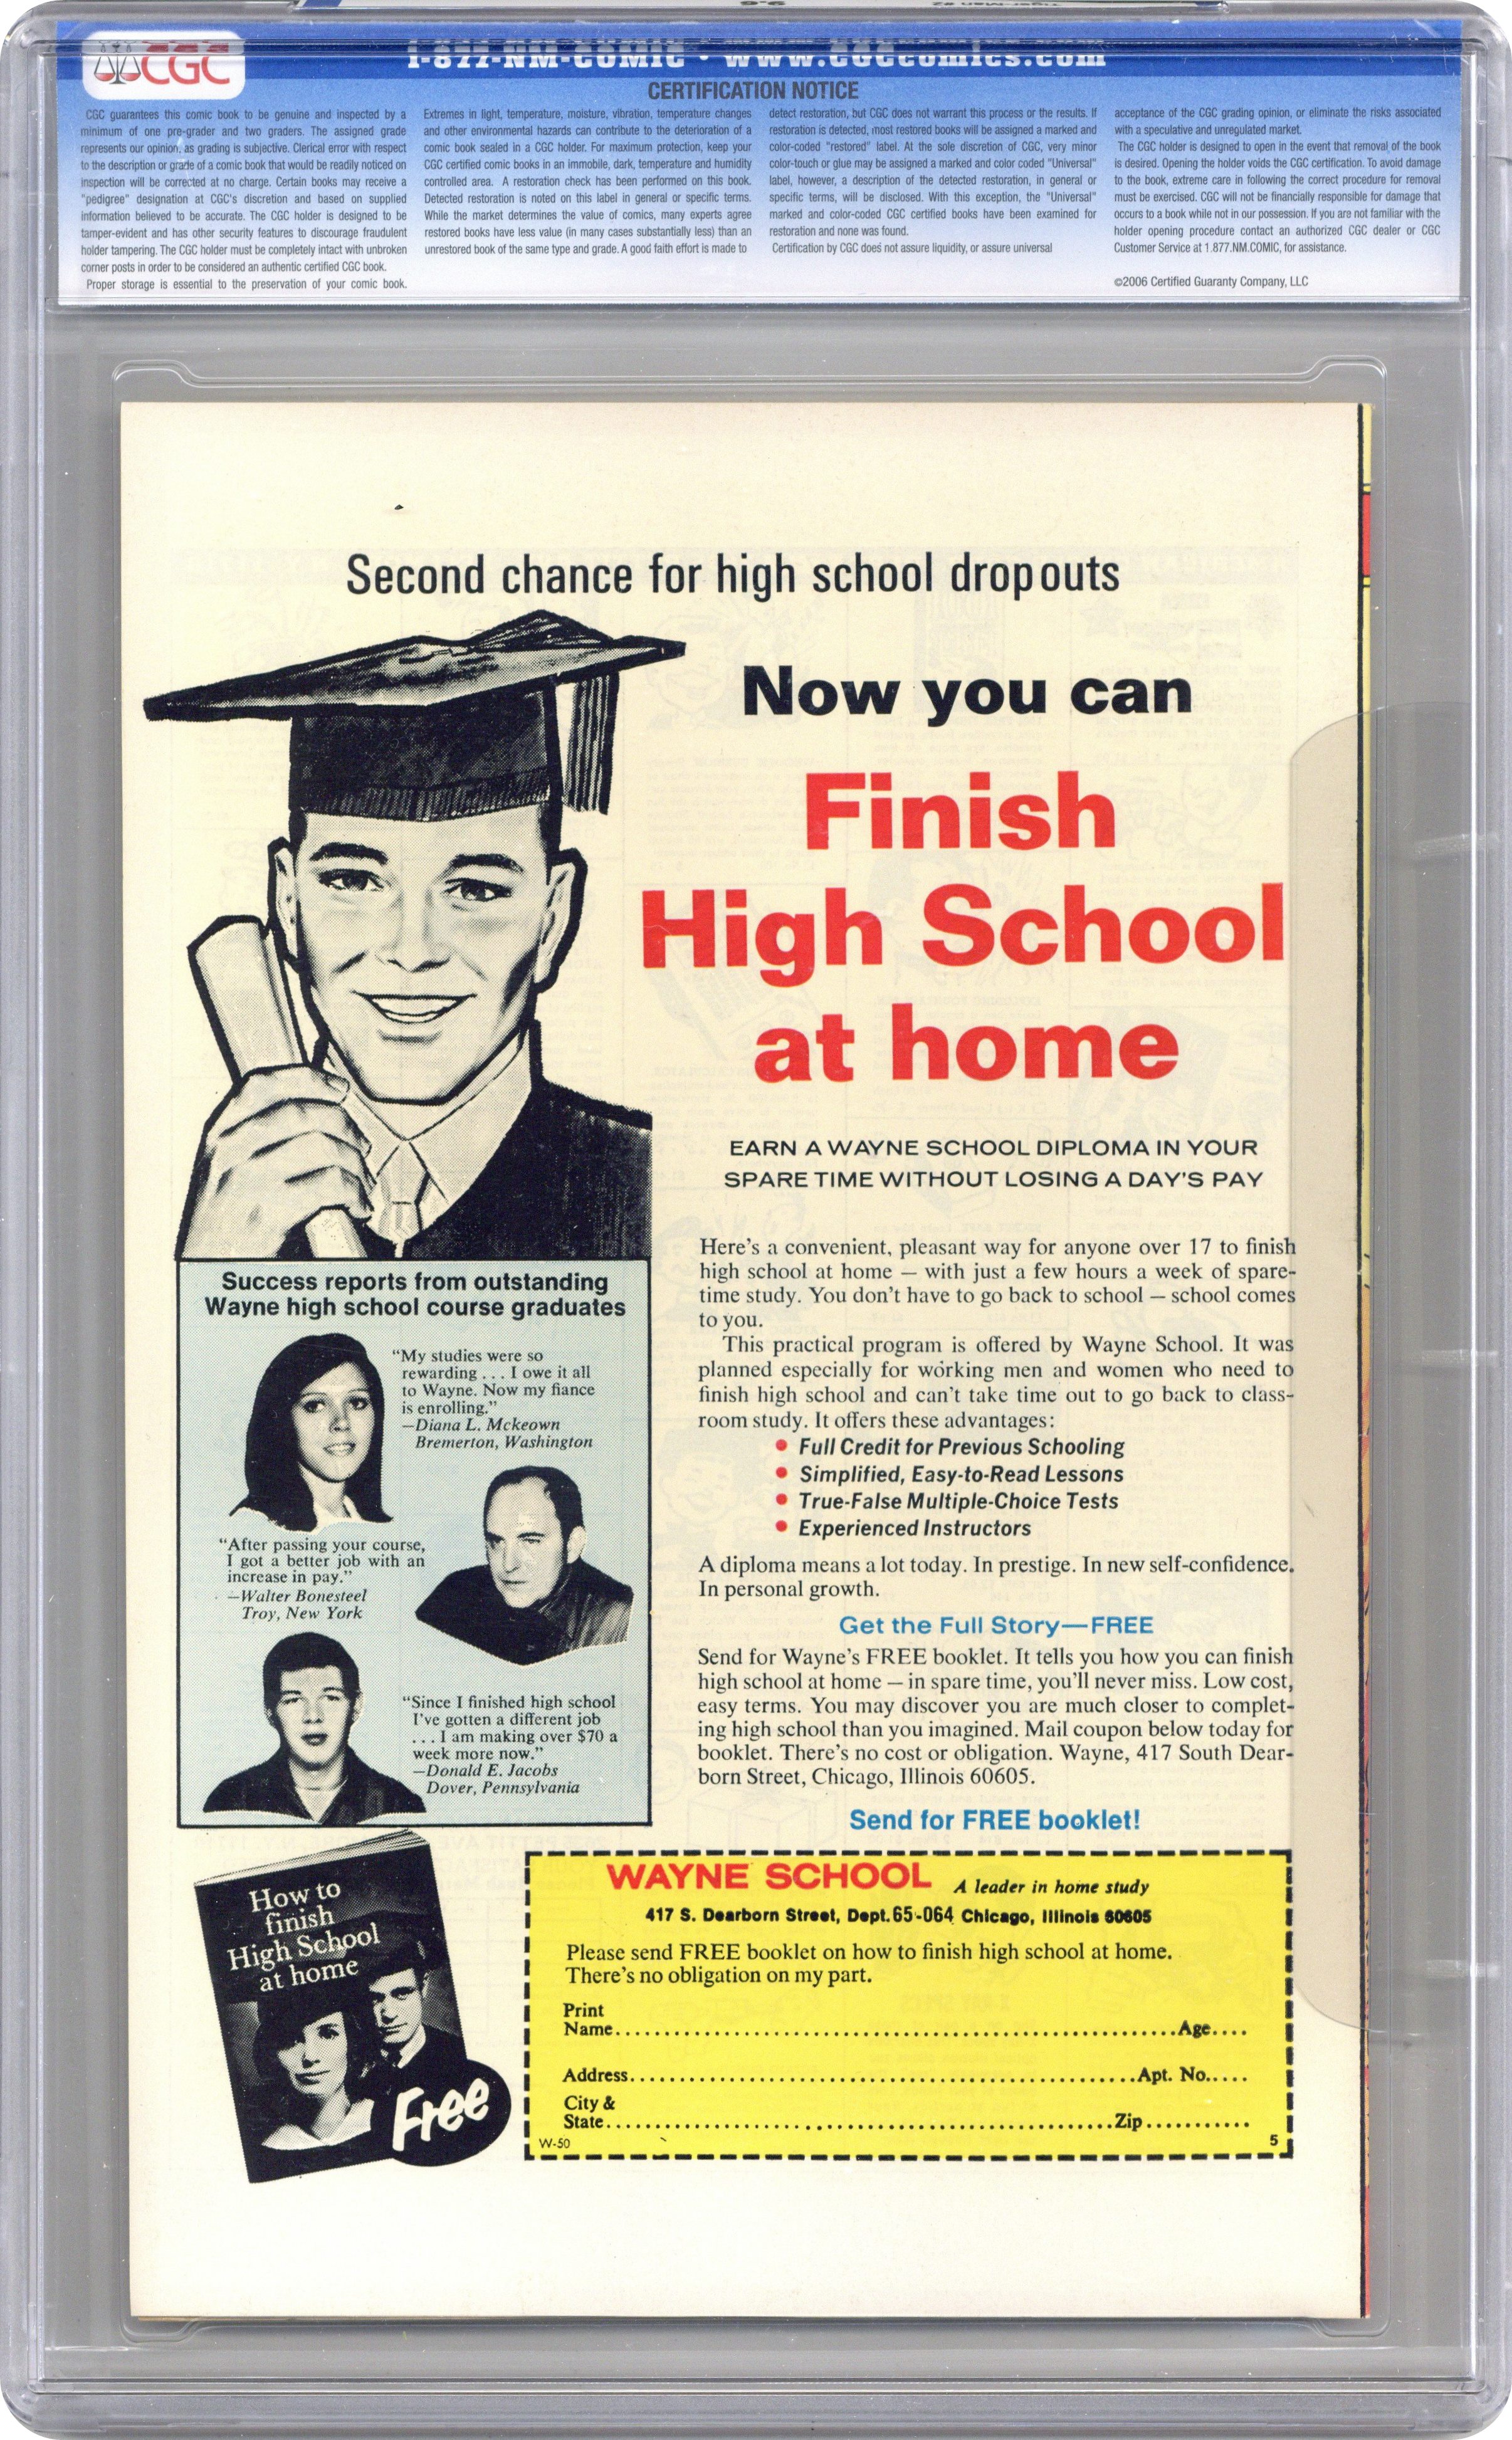 Tiger-Man #2
9.6
CGC
1-877-NM-COMIC • www.CGCcomics.com
CERTIFICATION NOTICE
CGC guarantees this comic book to be genuine and inspected by a
minimum of one pre-grader and two graders. The assigned grade
represents our opinion, as grading is subjective. Clerical error with respect
to the description or grade of a comic book that would be readily noticed on
inspection will be corrected at no charge. Certain books may receive a
"pedigree" designation at CGC's discretion and based on supplied
information believed to be accurate. The CGC holder is designed to be
tamper-evident and has other security features to discourage fraudulent
holder tampering. The CGC holder must be completely intact with unbroken
corner posts in order to be considered an authentic certified CGC book.
Proper storage is essential to the preservation of your comic book.
Extremes in light, temperature, moisture, vibration, temperature changes
and other environmental hazards can contribute to the deterioration of a
comic book sealed in a CGC holder. For maximum protection, keep your
CGC certified comic books in an immobile, dark, temperature and humidity
controlled area. A restoration check has been performed on this book.
Detected restoration is noted on this label in general or specific terms.
While the market determines the value of comics, many experts agree
restored books have less value (in many cases substantially less) than an
unrestored book of the same type and grade. A good faith effort is made to
detect restoration, but CGC does not warrant this process or the results. If
restoration is detected, most restored books will be assigned a marked and
color-coded "restored" label. At the sole discretion of CGC, very minor
color-touch or glue may be assigned a marked and color coded "Universal"
label, however, a description of the detected restoration, in general or
specific terms, will be disclosed. With this exception, the "Universal"
marked and color-coded CGC certified books have been examined for
restoration and none was found.
Certification by CGC does not assure liquidity, or assure universal
acceptance of the CGC grading opinion, or eliminate the risks associated
with a speculative and unregulated market.
The CGC holder is designed to open in the event that removal of the book
is desired. Opening the holder voids the CGC certification. To avoid damage
to the book, extreme care in following the correct procedure for removal
must be exercised. CGC will not be financially responsible for damage that
occurs to a book while not in our possession. If you are not familiar with the
holder opening procedure contact an authorized CGC dealer or CGC
Customer Service at 1.877.NM.COMIC, for assistance.
©2006 Certified Guaranty Company, LLC
Second chance for high school dropouts
Now you can
Finish
High School
at home
EARN A WAYNE SCHOOL DIPLOMA IN YOUR
SPARE TIME WITHOUT LOSING A DAY'S PAY
Here's a convenient, pleasant way for anyone over 17 to finish
high school at home — with just a few hours a week of spare-
time study. You don't have to go back to school — school comes
to you.
This practical program is offered by Wayne School. It was
planned especially for working men and women who need to
finish high school and can't take time out to go back to class-
room study. It offers these advantages:
• Full Credit for Previous Schooling
• Simplified, Easy-to-Read Lessons
• True-False Multiple-Choice Tests
• Experienced Instructors
A diploma means a lot today. In prestige. In new self-confidence.
In personal growth.
Get the Full Story—FREE
Send for Wayne's FREE booklet. It tells you how you can finish
high school at home — in spare time, you'll never miss. Low cost,
easy terms. You may discover you are much closer to complet-
ing high school than you imagined. Mail coupon below today for
booklet. There's no cost or obligation. Wayne, 417 South Dear-
born Street, Chicago, Illinois 60605.
Send for FREE booklet!
Success reports from outstanding
Wayne high school course graduates
“My studies were so
rewarding . . . I owe it all
to Wayne. Now my fiance
is enrolling.”
—Diana L. Mckeown
Bremerton, Washington
“After passing your course,
I got a better job with an
increase in pay.”
—Walter Bonesteel
Troy, New York
“Since I finished high school
I've gotten a different job
. . . I am making over $70 a
week more now.”
—Donald E. Jacobs
Dover, Pennsylvania
How to
finish
High School
at home
Free
WAYNE SCHOOL A leader in home study
417 S. Dearborn Street, Dept. 65-064 Chicago, Illinois 60605
Please send FREE booklet on how to finish high school at home.
There's no obligation on my part.
Print
Name.......................................................Age....
Address...................................................Apt. No.....
City &
State...................................................Zip...........
W-50
5